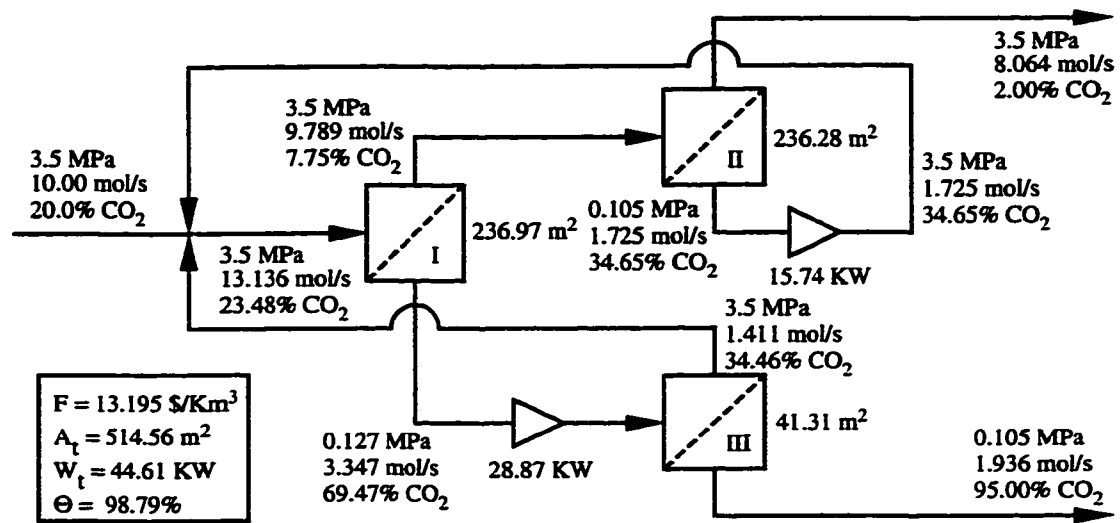 3.5 MPa
8.064 mol/s
2.00% CO₂
3.5 MPa
9.789 mol/s
7.75% CO₂
II
236.28 m²
3.5 MPa
1.725 mol/s
34.65% CO₂
3.5 MPa
10.00 mol/s
20.0% CO₂
I
236.97 m²
0.105 MPa
1.725 mol/s
34.65% CO₂
15.74 KW
3.5 MPa
13.136 mol/s
23.48% CO₂
3.5 MPa
1.411 mol/s
34.46% CO₂
III
41.31 m²
F = 13.195 $/Km³
Aₜ = 514.56 m²
Wₜ = 44.61 KW
Θ = 98.79%
0.127 MPa
3.347 mol/s
69.47% CO₂
28.87 KW
0.105 MPa
1.936 mol/s
95.00% CO₂